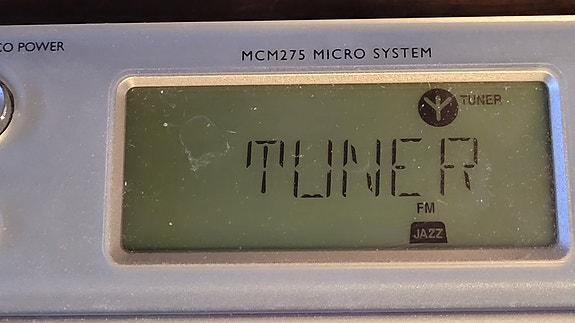 CO POWER
MCM275 MICRO SYSTEM
TUNER
TUNER
FM
JAZZ